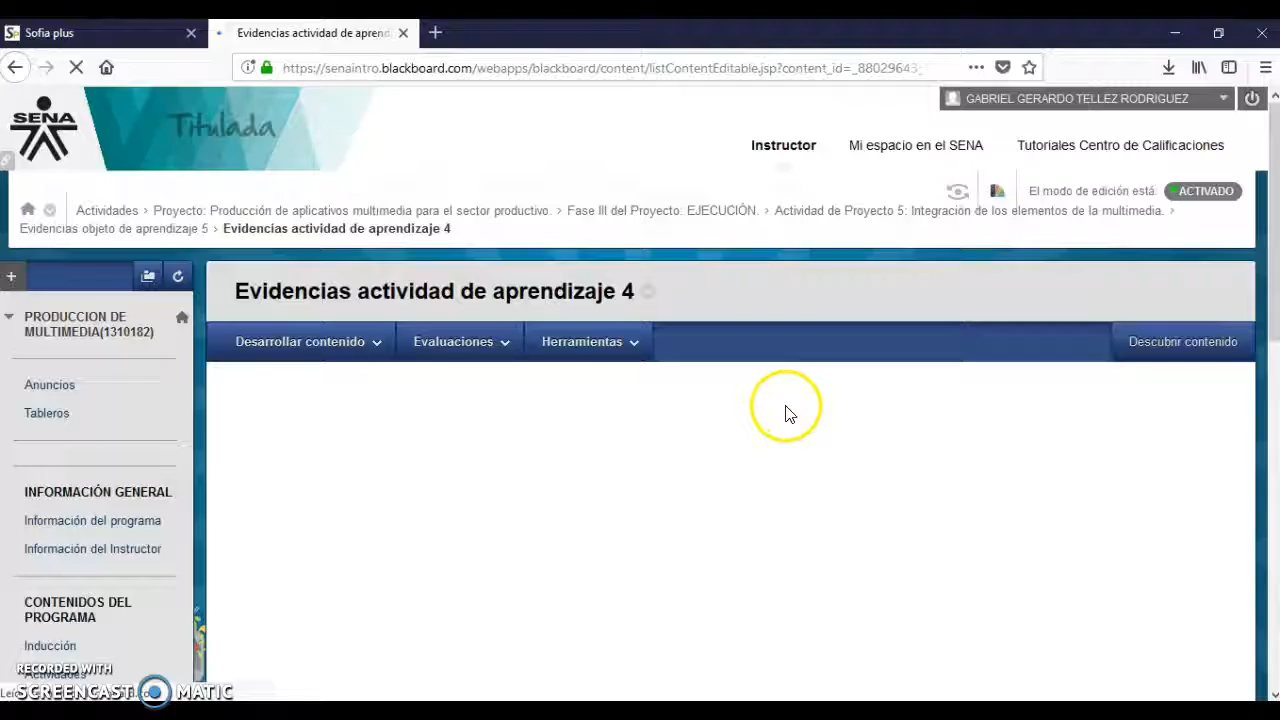 Sofia plus
Evidencias actividad de aprend
https://senaintro.blackboard.com/webapps/blackboard/content/listContentEditable.jsp?content_id=_88029643_
SENA
Titulada
GABRIEL GERARDO TELLEZ RODRIGUEZ
Instructor Mi espacio en el SENA Tutoriales Centro de Calificaciones
El modo de edición está: ACTIVADO
Actividades > Proyecto: Producción de aplicativos multimedia para el sector productivo. > Fase III del Proyecto: EJECUCIÓN. > Actividad de Proyecto 5: Integración de los elementos de la multimedia. >
Evidencias objeto de aprendizaje 5 > Evidencias actividad de aprendizaje 4
Evidencias actividad de aprendizaje 4
Desarrollar contenido Evaluaciones Herramientas Descubrir contenido
PRODUCCION DE
MULTIMEDIA(1310182)
Anuncios
Tableros
INFORMACIÓN GENERAL
Información del programa
Información del Instructor
CONTENIDOS DEL
PROGRAMA
Inducción
Actividades
RECORDED WITH
SCREENCAST MATIC